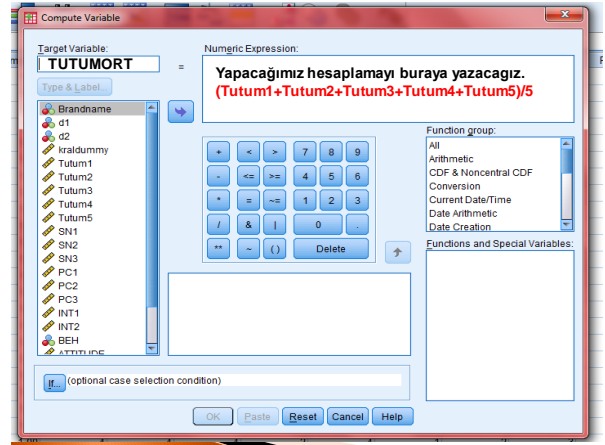 Compute Variable
Target Variable:
TUTUMORT
=
Numeric Expression:
Yapacağımız hesaplamayı buraya yazacagız.
(Tutum1+Tutum2+Tutum3+Tutum4+Tutum5)/5
Type & Label...
Brandname
d1
d2
kraldummy
Tutum1
Tutum2
Tutum3
Tutum4
Tutum5
SN1
SN2
SN3
PC1
PC2
PC3
INT1
INT2
BEH
ATTITUDE
+ < > 7 8 9
- <= >= 4 5 6
* = ~= 1 2 3
/ & | 0 .
** ~ ( ) Delete
Function group:
All
Arithmetic
CDF & Noncentral CDF
Conversion
Current Date/Time
Date Arithmetic
Date Creation
Functions and Special Variables:
If... (optional case selection condition)
OK Paste Reset Cancel Help